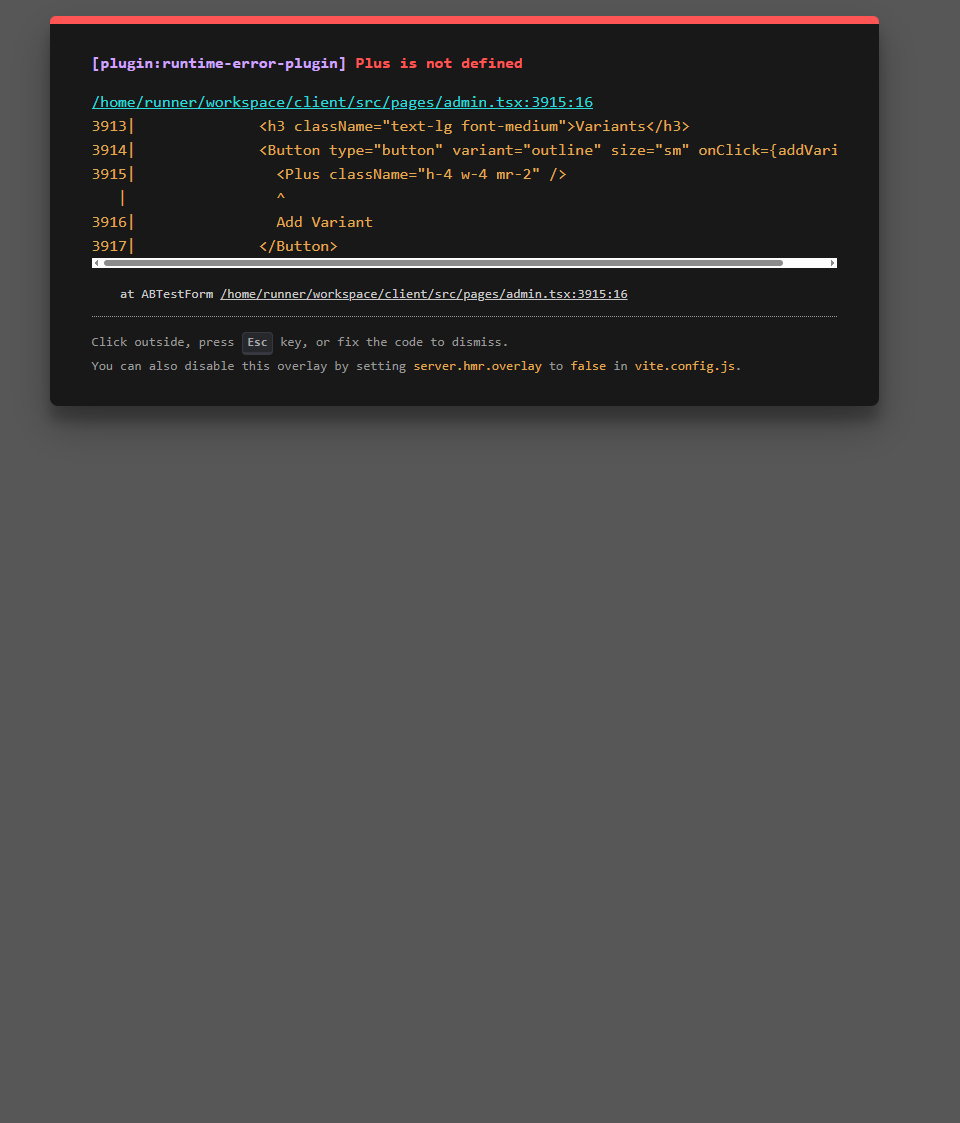 [plugin:runtime-error-plugin] Plus is not defined
/home/runner/workspace/client/src/pages/admin.tsx:3915:16
3913|              <h3 className="text-lg font-medium">Variants</h3>
3914|              <Button type="button" variant="outline" size="sm" onClick={addVari
3915|                <Plus className="h-4 w-4 mr-2" />
    |                ^
3916|                Add Variant
3917|              </Button>
at ABTestForm /home/runner/workspace/client/src/pages/admin.tsx:3915:16
Click outside, press Esc key, or fix the code to dismiss.
You can also disable this overlay by setting server.hmr.overlay to false in vite.config.js.